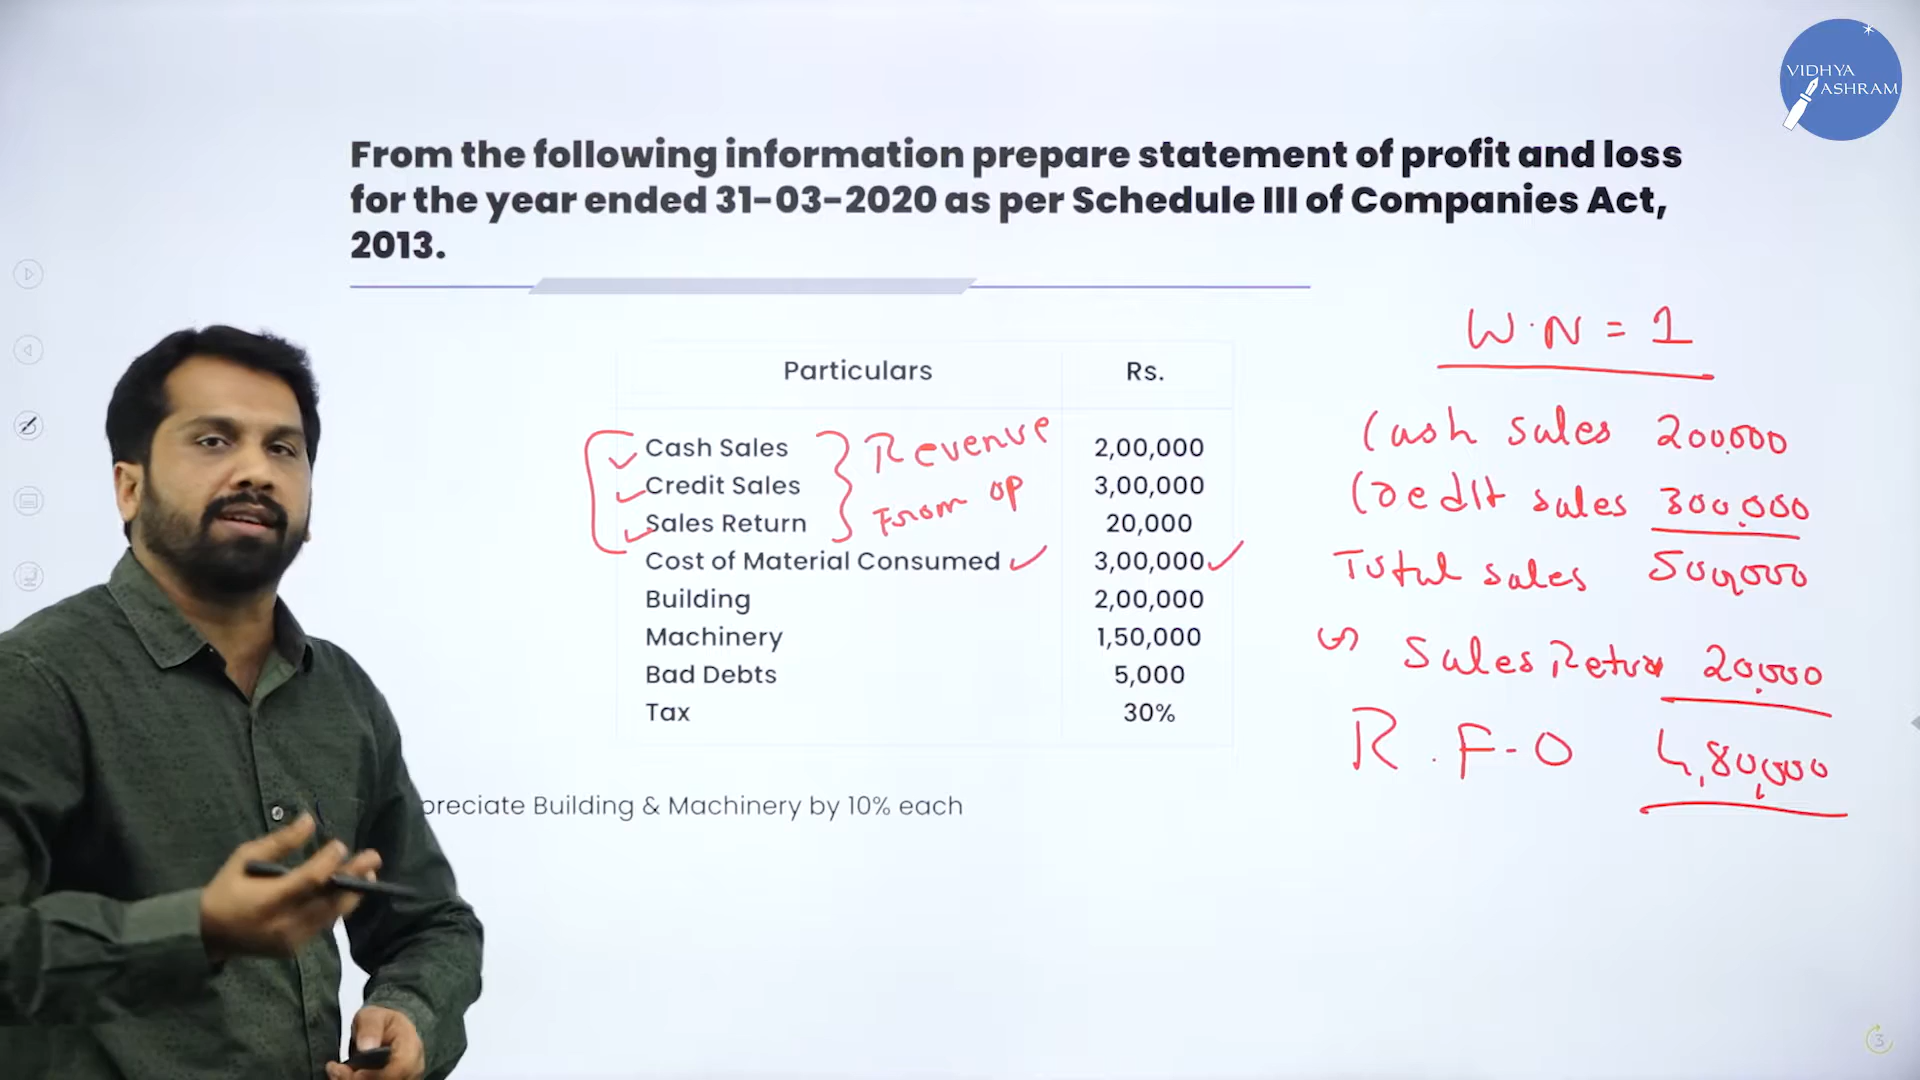 VIDHYA
ASHRAM
From the following information prepare statement of profit and loss
for the year ended 31-03-2020 as per Schedule III of Companies Act,
2013.
Particulars Rs.
Cash Sales 2,00,000
Credit Sales 3,00,000
Sales Return 20,000
Cost of Material Consumed 3,00,000
Building 2,00,000
Machinery 1,50,000
Bad Debts 5,000
Tax 30%
preciate Building & Machinery by 10% each
Revenue
From op
W.N = 1
Cash sales 200,000
Credit sales 300,000
Total sales 500,000
(-) Sales Return 20,000
R.F-O 4,80,000
3